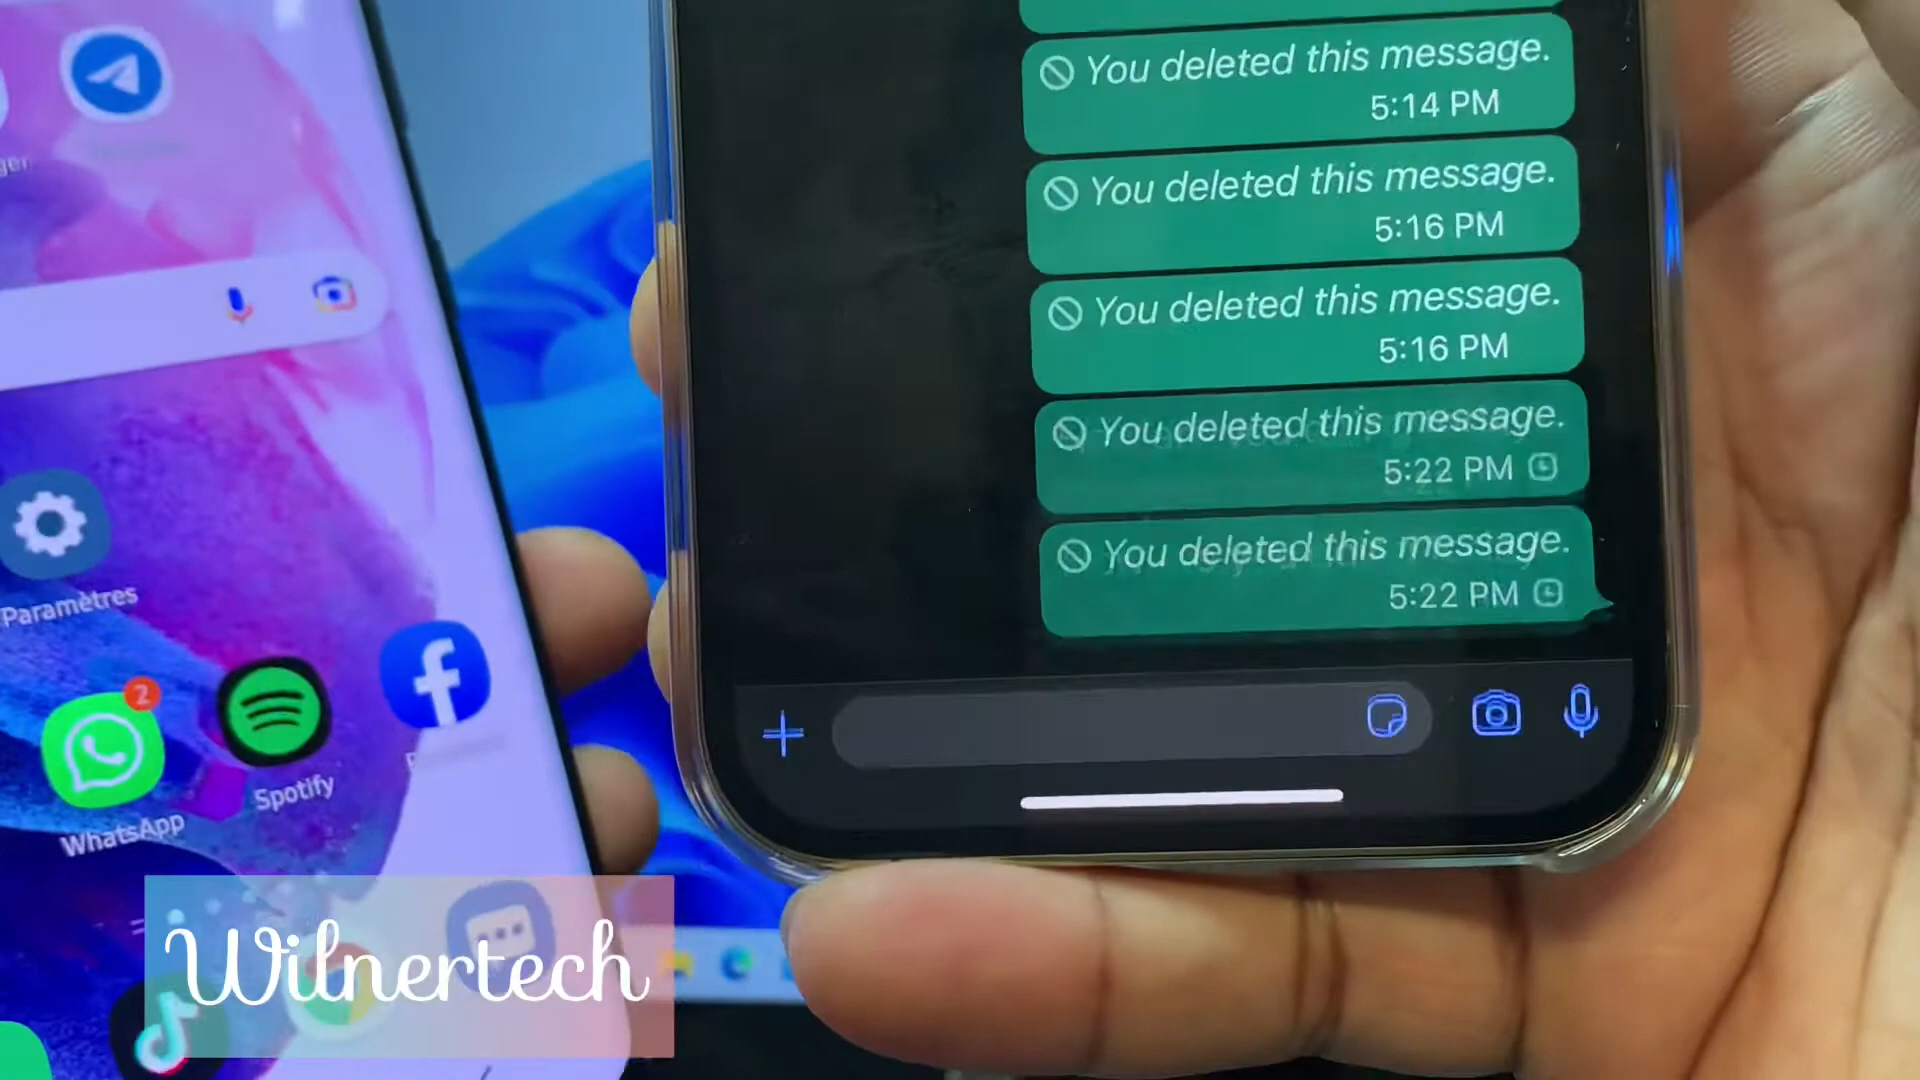 You deleted this message.
5:14 PM
You deleted this message.
5:16 PM
You deleted this message.
5:16 PM
You deleted this message.
5:22 PM
You deleted this message.
5:22 PM
Paramètres
2
WhatsApp
Spotify
Wilnertech